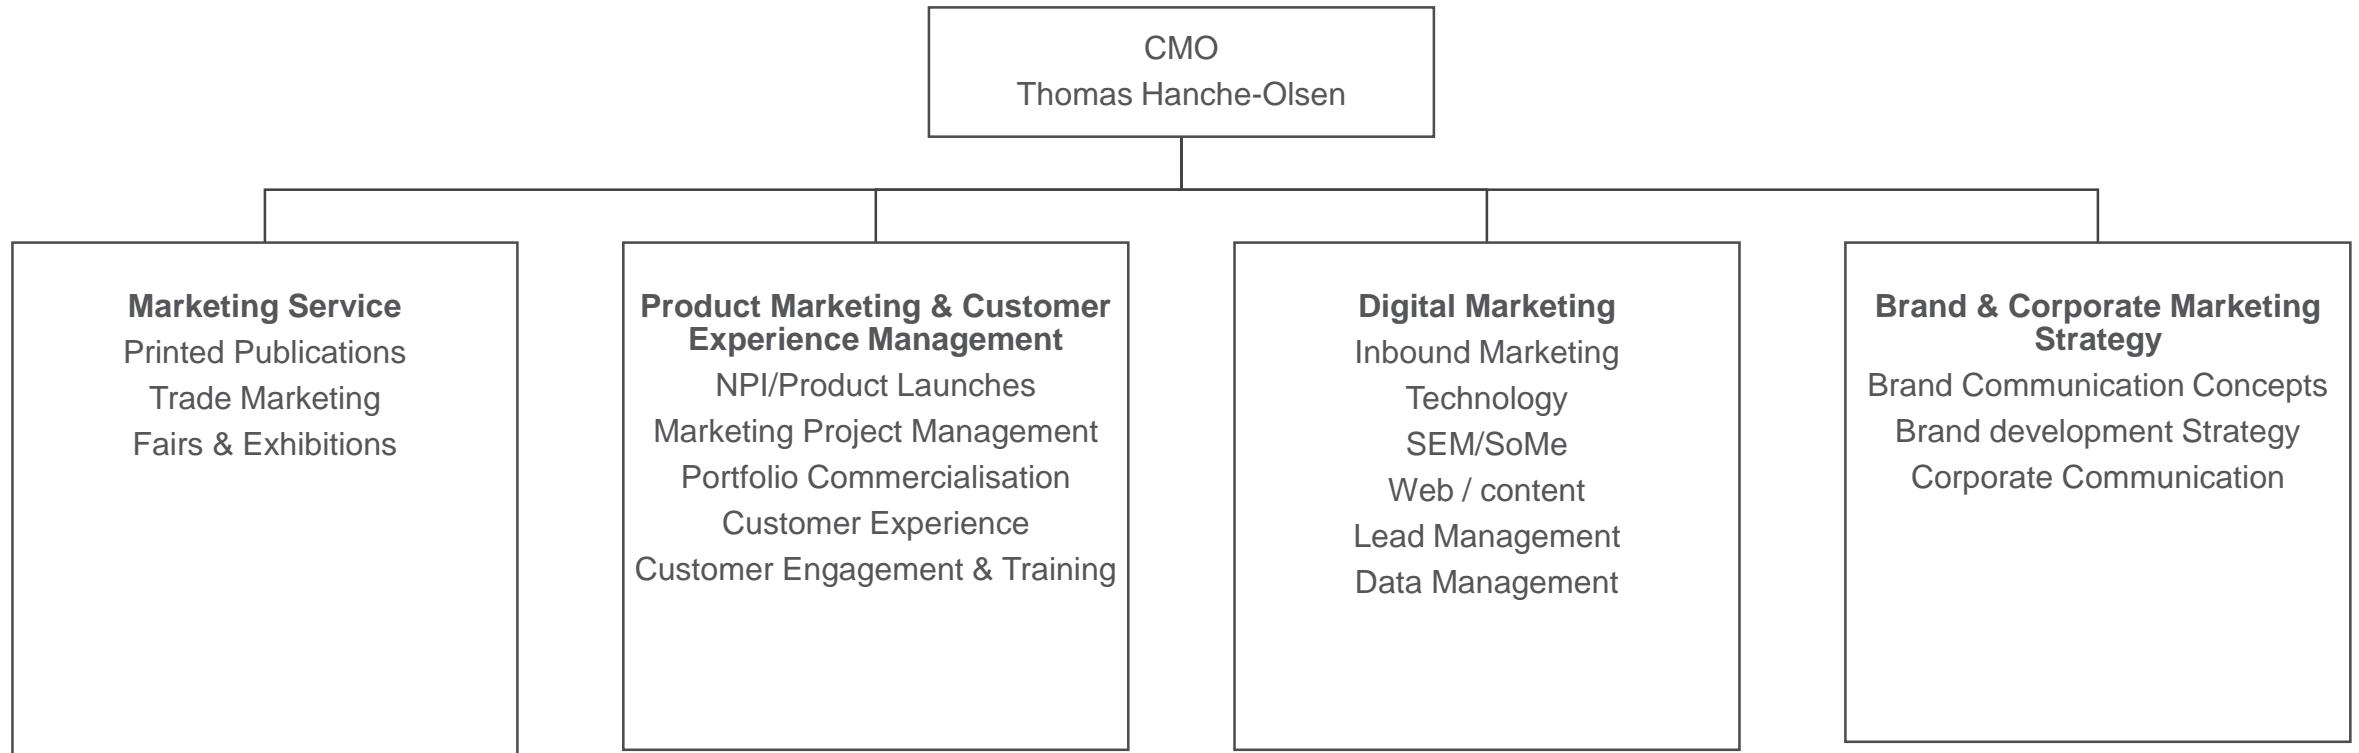 CMO
Thomas Hanche-Olsen
Marketing Service
Printed Publications
Trade Marketing
Fairs & Exhibitions
Product Marketing & Customer
Experience Management
NPI/Product Launches
Marketing Project Management
Portfolio Commercialisation
Customer Experience
Customer Engagement & Training
Digital Marketing
Inbound Marketing
Technology
SEM/SoMe
Web / content
Lead Management
Data Management
Brand & Corporate Marketing
Strategy
Brand Communication Concepts
Brand development Strategy
Corporate Communication